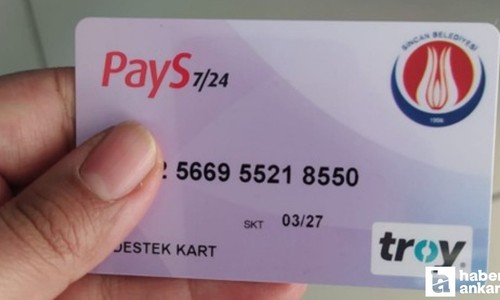 PayS 7/24
SİNCAN BELEDİYESİ
1956
2 5669 5521 8550
SKT 03/27
DESTEK KART
troy
haber
ankara